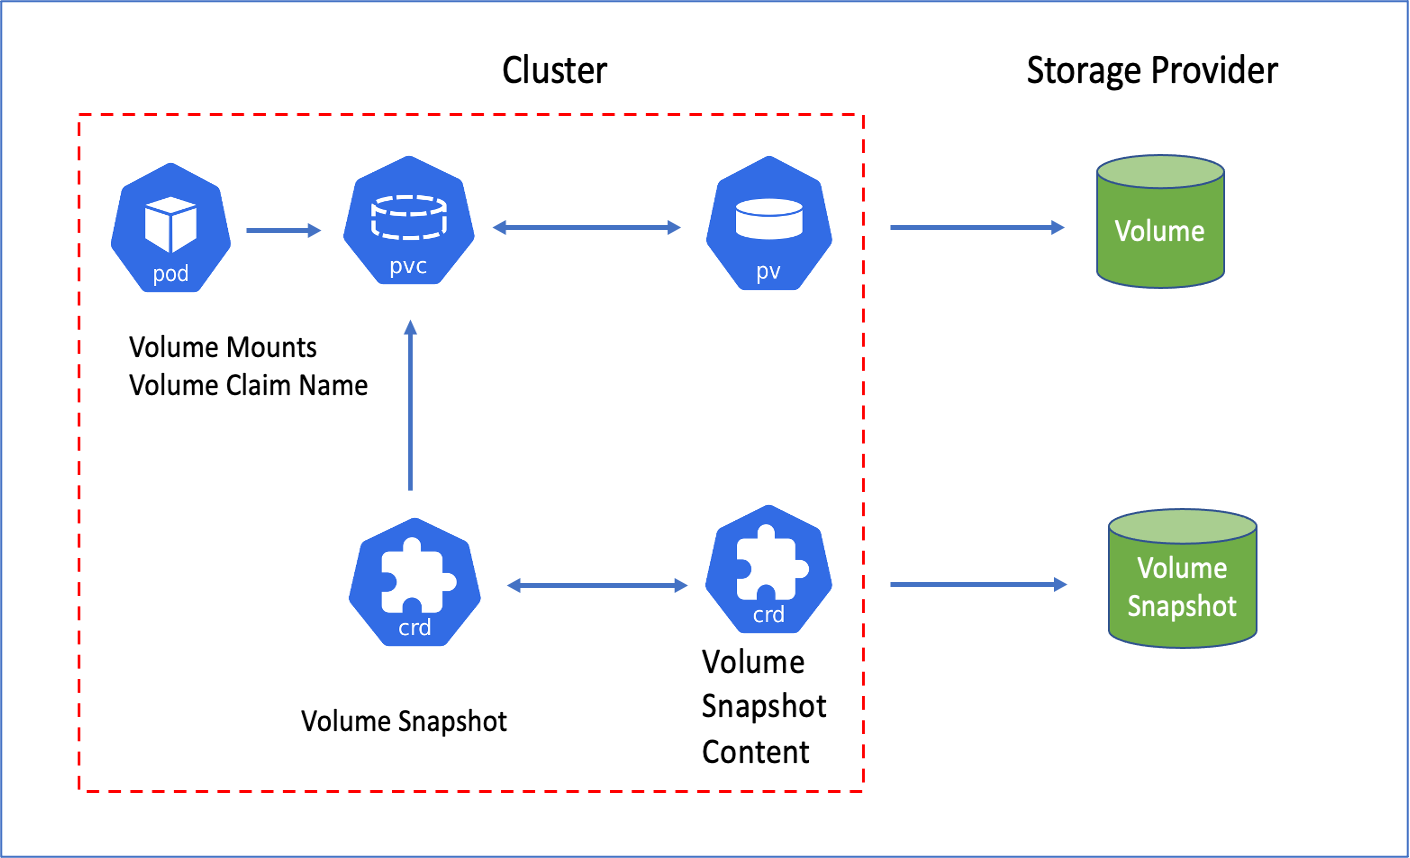 Cluster
Storage Provider
pod
pvc
pv
Volume
Volume Mounts
Volume Claim Name
crd
crd
Volume
Snapshot
Volume Snapshot
Volume
Snapshot
Content